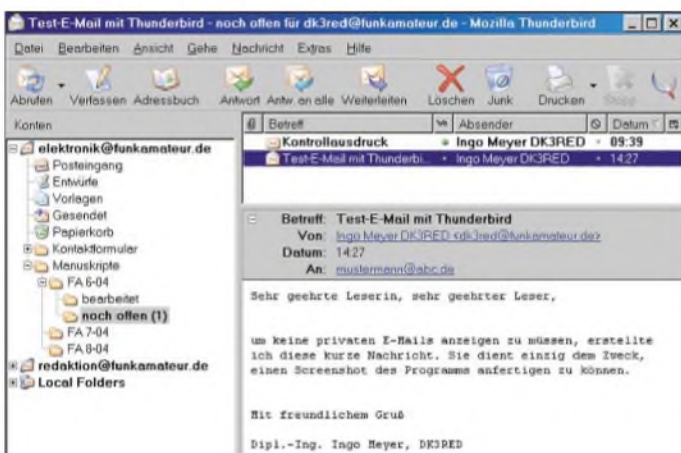 Test-E-Mail mit Thunderbird - noch offen für dk3red@funkamateur.de - Mozilla Thunderbird
Datei Bearbeiten Ansicht Gehe Nachricht Extras Hilfe
Abrufen Verfassen Adressbuch Antwort Antw. an alle Weiterleiten Löschen Junk Drucken Stopp
Konten
elektronik@funkamateur.de
Posteingang
Entwürfe
Vorlagen
Gesendet
Papierkorb
Kontaktformular
Manuskripte
FA 6-04
bearbeitet
noch offen (1)
FA 7-04
FA 8-04
redaktion@funkamateur.de
Local Folders
Betreff Absender Datum
Kontrollausdruck Ingo Meyer DK3RED 09:39
Test-E-Mail mit Thunderbi... Ingo Meyer DK3RED 14:27
Betreff: Test-E-Mail mit Thunderbird
Von: Ingo Meyer DK3RED <dk3red@funkamateur.de>
Datum: 14:27
An: mustermann@abc.de
Sehr geehrte Leserin, sehr geehrter Leser,
um keine privaten E-Mails anzeigen zu müssen, erstellte
ich diese kurze Nachricht. Sie dient einzig dem Zweck,
einen Screenshot des Programms anfertigen zu können.
Mit freundlichem Gruß
Dipl.-Ing. Ingo Meyer, DK3RED